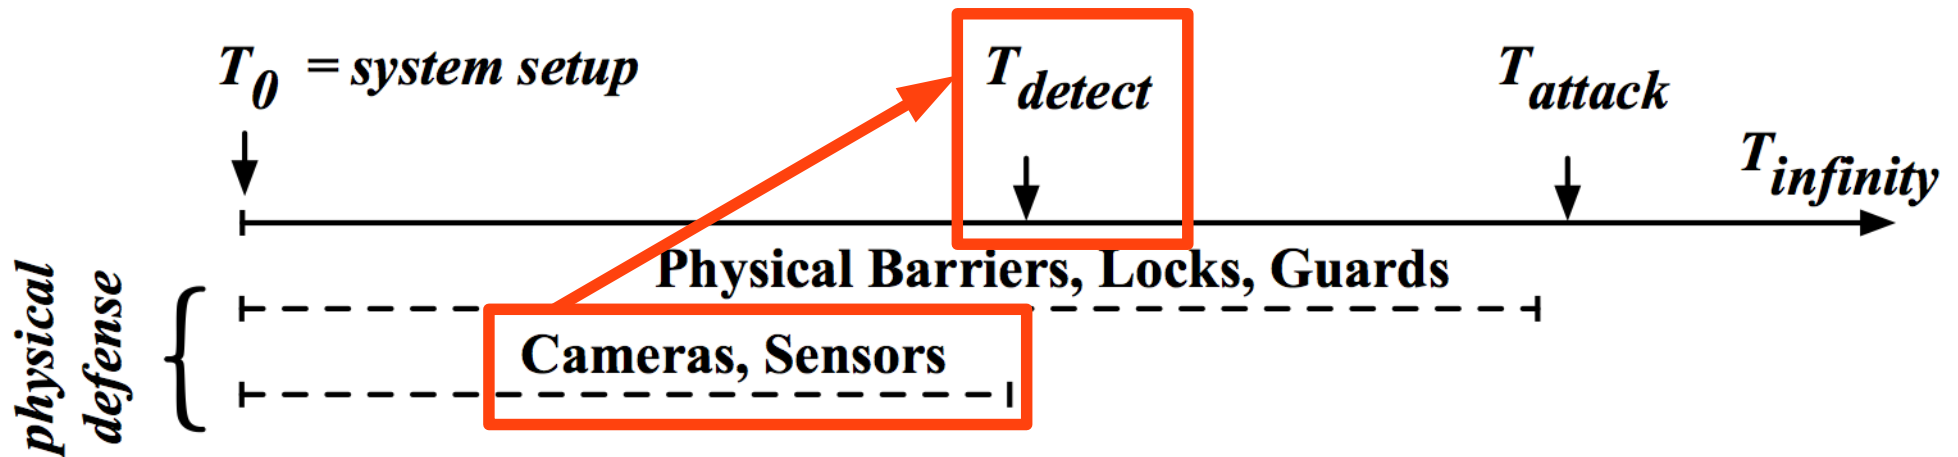 T0 = system setup
Tdetect
Tattack
Tinfinity
Physical Barriers, Locks, Guards
Cameras, Sensors
physical
defense